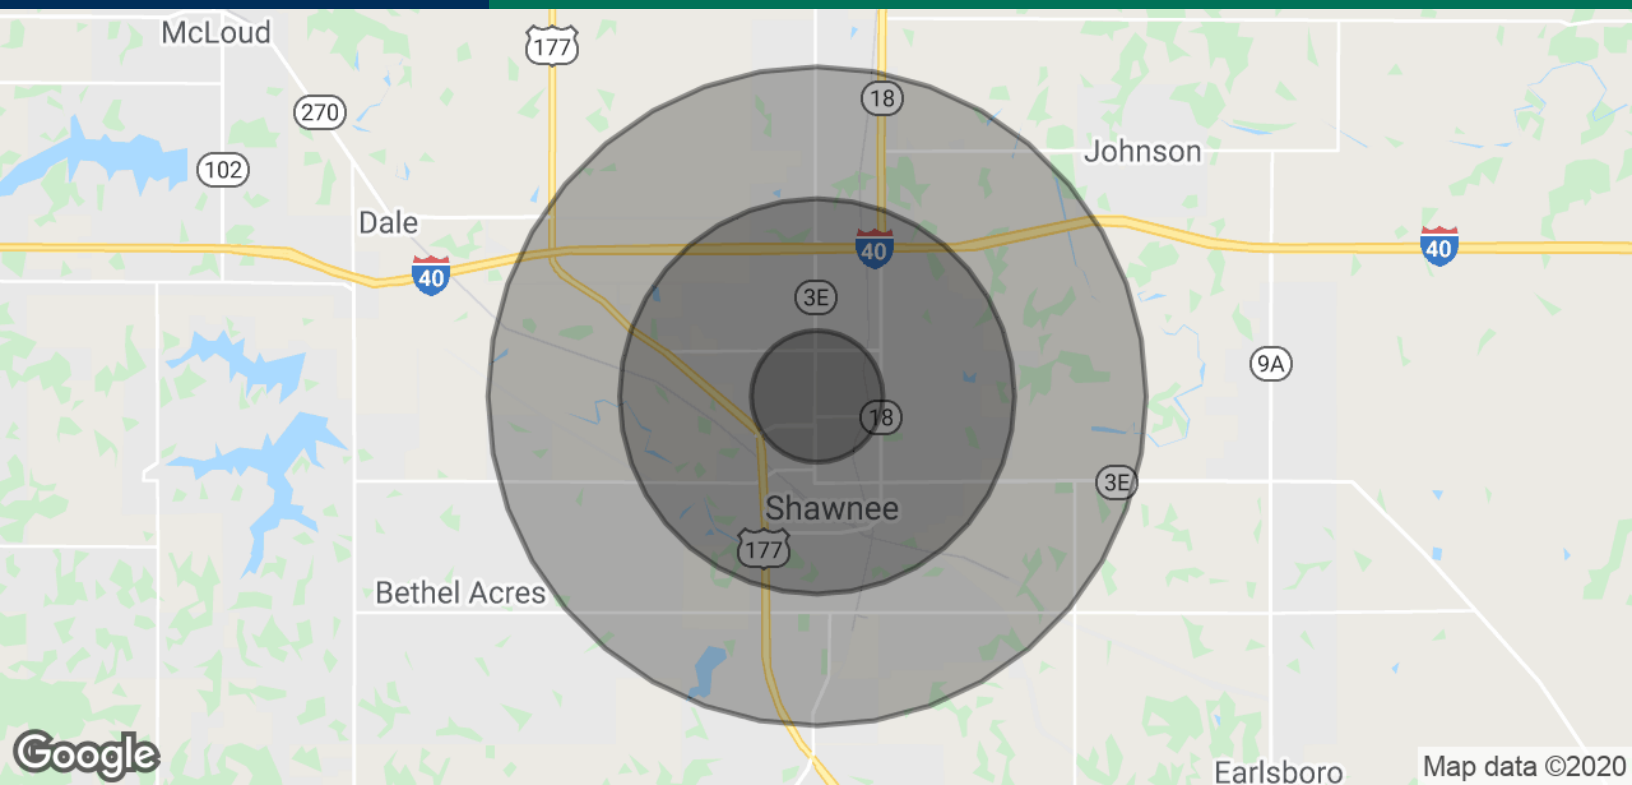 McLoud
177
270
18
102
Johnson
Dale
40
40
40
3E
9A
18
3E
Shawnee
177
Bethel Acres
Google
Earlsboro
Map data ©2020